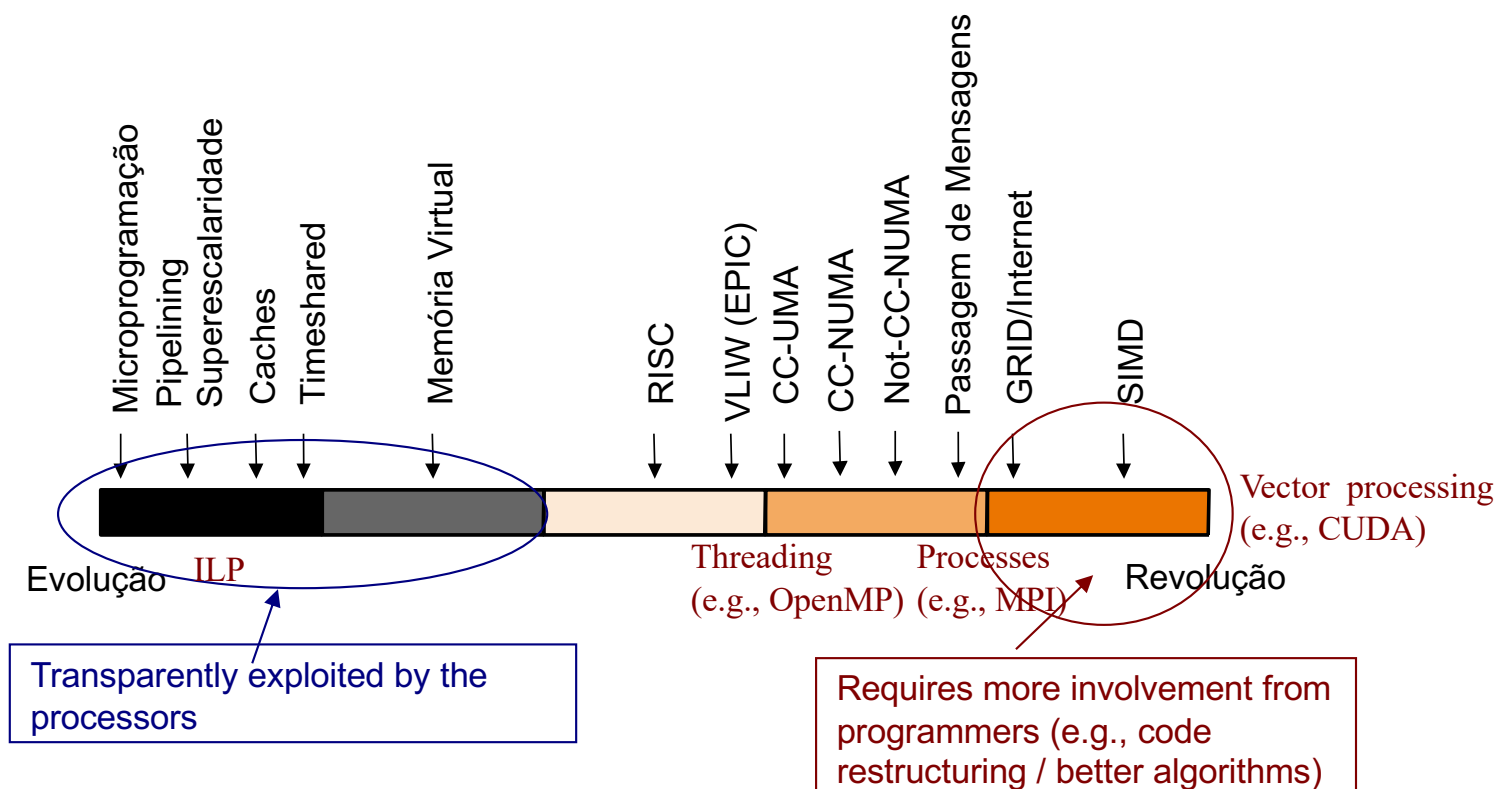 Microprogramação
Pipelining
Superescalaridade
Caches
Timeshared
Memória Virtual
RISC
VLIW (EPIC)
CC-UMA
CC-NUMA
Not-CC-NUMA
Passagem de Mensagens
GRID/Internet
SIMD
Vector processing
(e.g., CUDA)
Evolução
ILP
Threading
(e.g., OpenMP)
Processes
(e.g., MPI)
Revolução
Transparently exploited by the
processors
Requires more involvement from
programmers (e.g., code
restructuring / better algorithms)